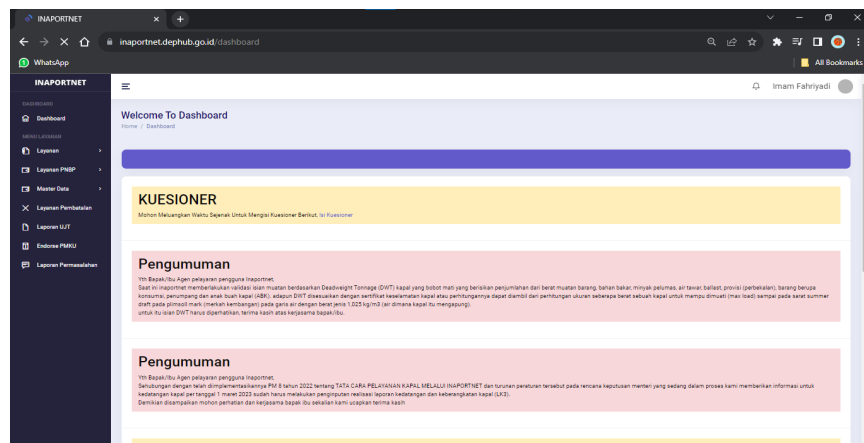 INAPORTNET
inaportnet.dephub.go.id/dashboard
WhatsApp
All Bookmarks
INAPORTNET
Imam Fahriyadi
DASHBOARD
Dashboard
MENU LAYANAN
Layanan
Layanan PNBP
Master Data
Layanan Pembatalan
Laporan UJT
Endorse PMKU
Laporan Permasalahan
Welcome To Dashboard
Home / Dashboard
KUESIONER
Mohon Meluangkan Waktu Sejenak Untuk Mengisi Kuesioner Berikut, Isi Kuesioner
Pengumuman
Yth Bapak/Ibu Agen pelayaran pengguna Inaportnet,
Saat ini inaportnet memberlakukan validasi isian muatan berdasarkan Deadweight Tonnage (DWT) kapal yang bobot mati yang berisikan penjumlahan dari berat muatan barang, bahan bakar, minyak pelumas, air tawar, ballast, provisi (perbekalan), barang berupa
konsumsi, penumpang dan anak buah kapal (ABK). adapun DWT disesuaikan dengan sertifikat keselamatan kapal atau perhitungannya dapat diambil dari perhitungan ukuran seberapa berat sebuah kapal untuk mampu dimuati (max load) sampai pada sarat summer
draft pada plimsoll mark (merkah kembangan) pada garis air dengan berat jenis 1,025 kg/m3 (air dimana kapal itu mengapung).
untuk itu isian DWT harus diperhatikan, terima kasih atas kerjasama bapak/ibu.
Pengumuman
Yth Bapak/Ibu Agen pelayaran pengguna Inaportnet,
Sehubungan dengan telah diimplementasikannya PM 8 tahun 2022 tentang TATA CARA PELAYANAN KAPAL MELALUI INAPORTNET dan turunan peraturan tersebut pada rencana keputusan menteri yang sedang dalam proses kami memberikan informasi untuk
kedatangan kapal per tanggal 1 maret 2023 sudah harus melakukan penginputan realisasi laporan kedatangan dan keberangkatan kapal (LK3).
Demikian disampaikan mohon perhatian dan kerjasama bapak ibu sekalian kami ucapkan terima kasih